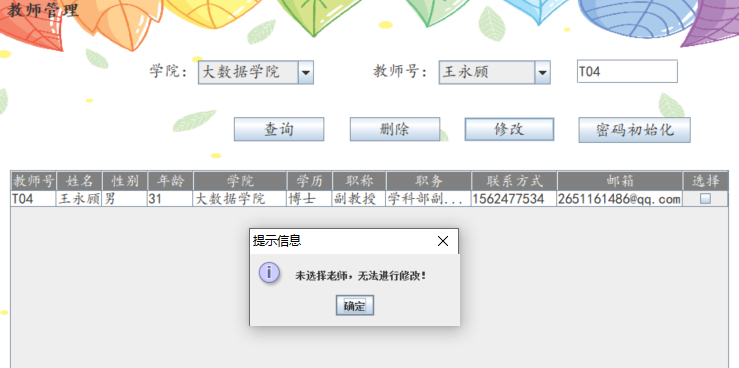 教师管理
学院： 大数据学院 教师号： 王永顾 T04
查询 删除 修改 密码初始化
教师号 姓名 性别 年龄 学院 学历 职称 职务 联系方式 邮箱 选择
T04 王永顾 男 31 大数据学院 博士 副教授 学科部副... 1562477534 2651161486@qq.com
提示信息
未选择老师，无法进行修改！
确定